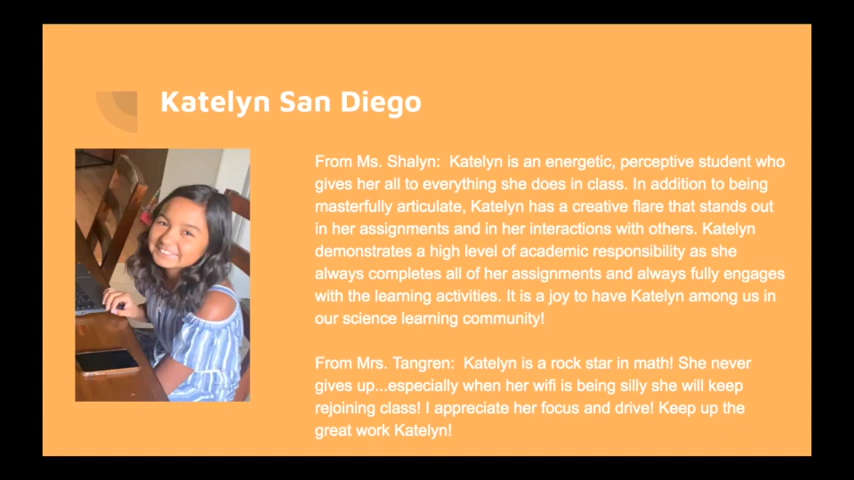 Katelyn San Diego
From Ms. Shalyn:  Katelyn is an energetic, perceptive student who
gives her all to everything she does in class. In addition to being
masterfully articulate, Katelyn has a creative flare that stands out
in her assignments and in her interactions with others. Katelyn
demonstrates a high level of academic responsibility as she
always completes all of her assignments and always fully engages
with the learning activities. It is a joy to have Katelyn among us in
our science learning community!
From Mrs. Tangren:  Katelyn is a rock star in math! She never
gives up...especially when her wifi is being silly she will keep
rejoining class! I appreciate her focus and drive! Keep up the
great work Katelyn!